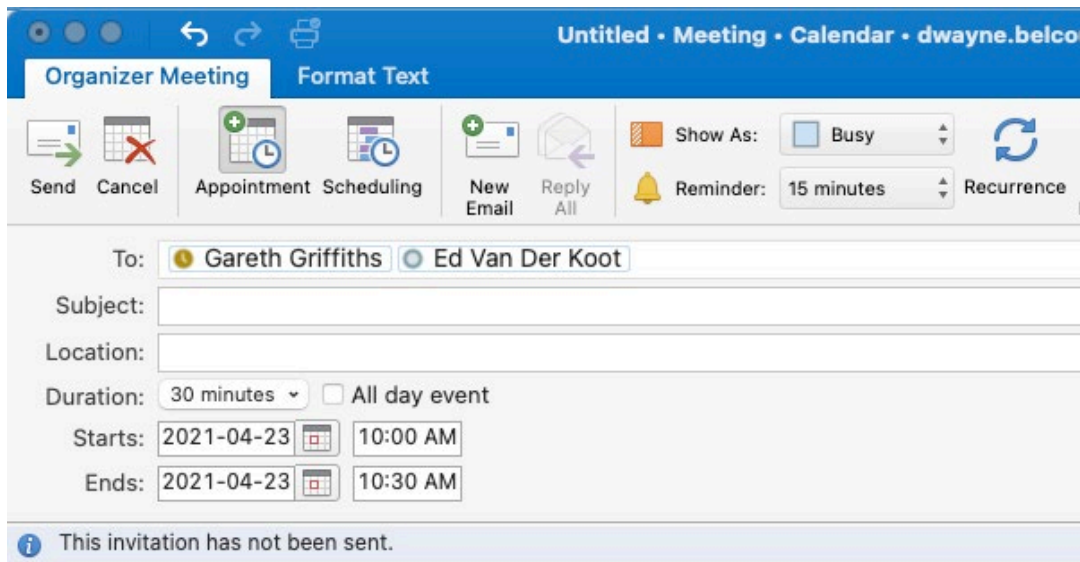 Untitled • Meeting • Calendar • dwayne.belco
Organizer Meeting Format Text
Show As: Busy
Reminder: 15 minutes
Send Cancel Appointment Scheduling New Email Reply All Recurrence
To: Gareth Griffiths Ed Van Der Koot
Subject:
Location:
Duration: 30 minutes All day event
Starts: 2021-04-23 10:00 AM
Ends: 2021-04-23 10:30 AM
This invitation has not been sent.